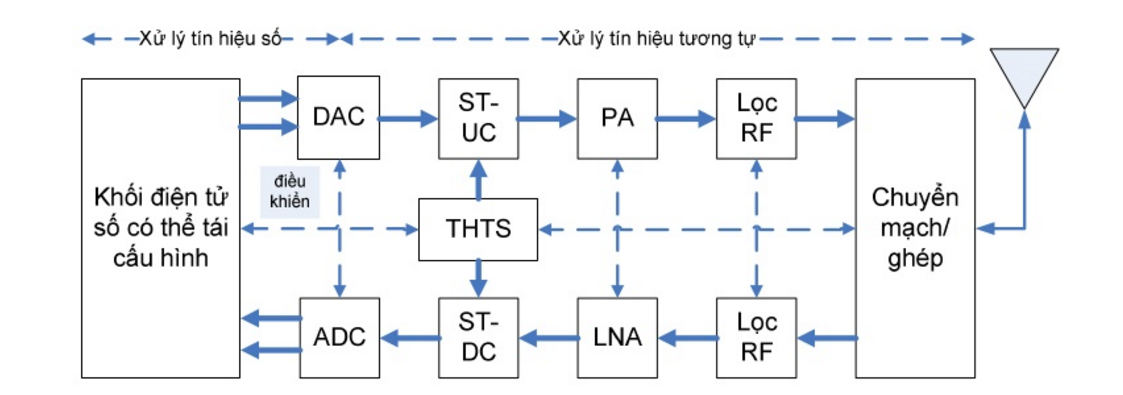 Xử lý tín hiệu số
Xử lý tín hiệu tương tự
DAC
ST-
UC
PA
Lọc
RF
điều
khiển
Khối điện tử
số có thể tái
cấu hình
THTS
Chuyển
mạch/
ghép
ADC
ST-
DC
LNA
Lọc
RF